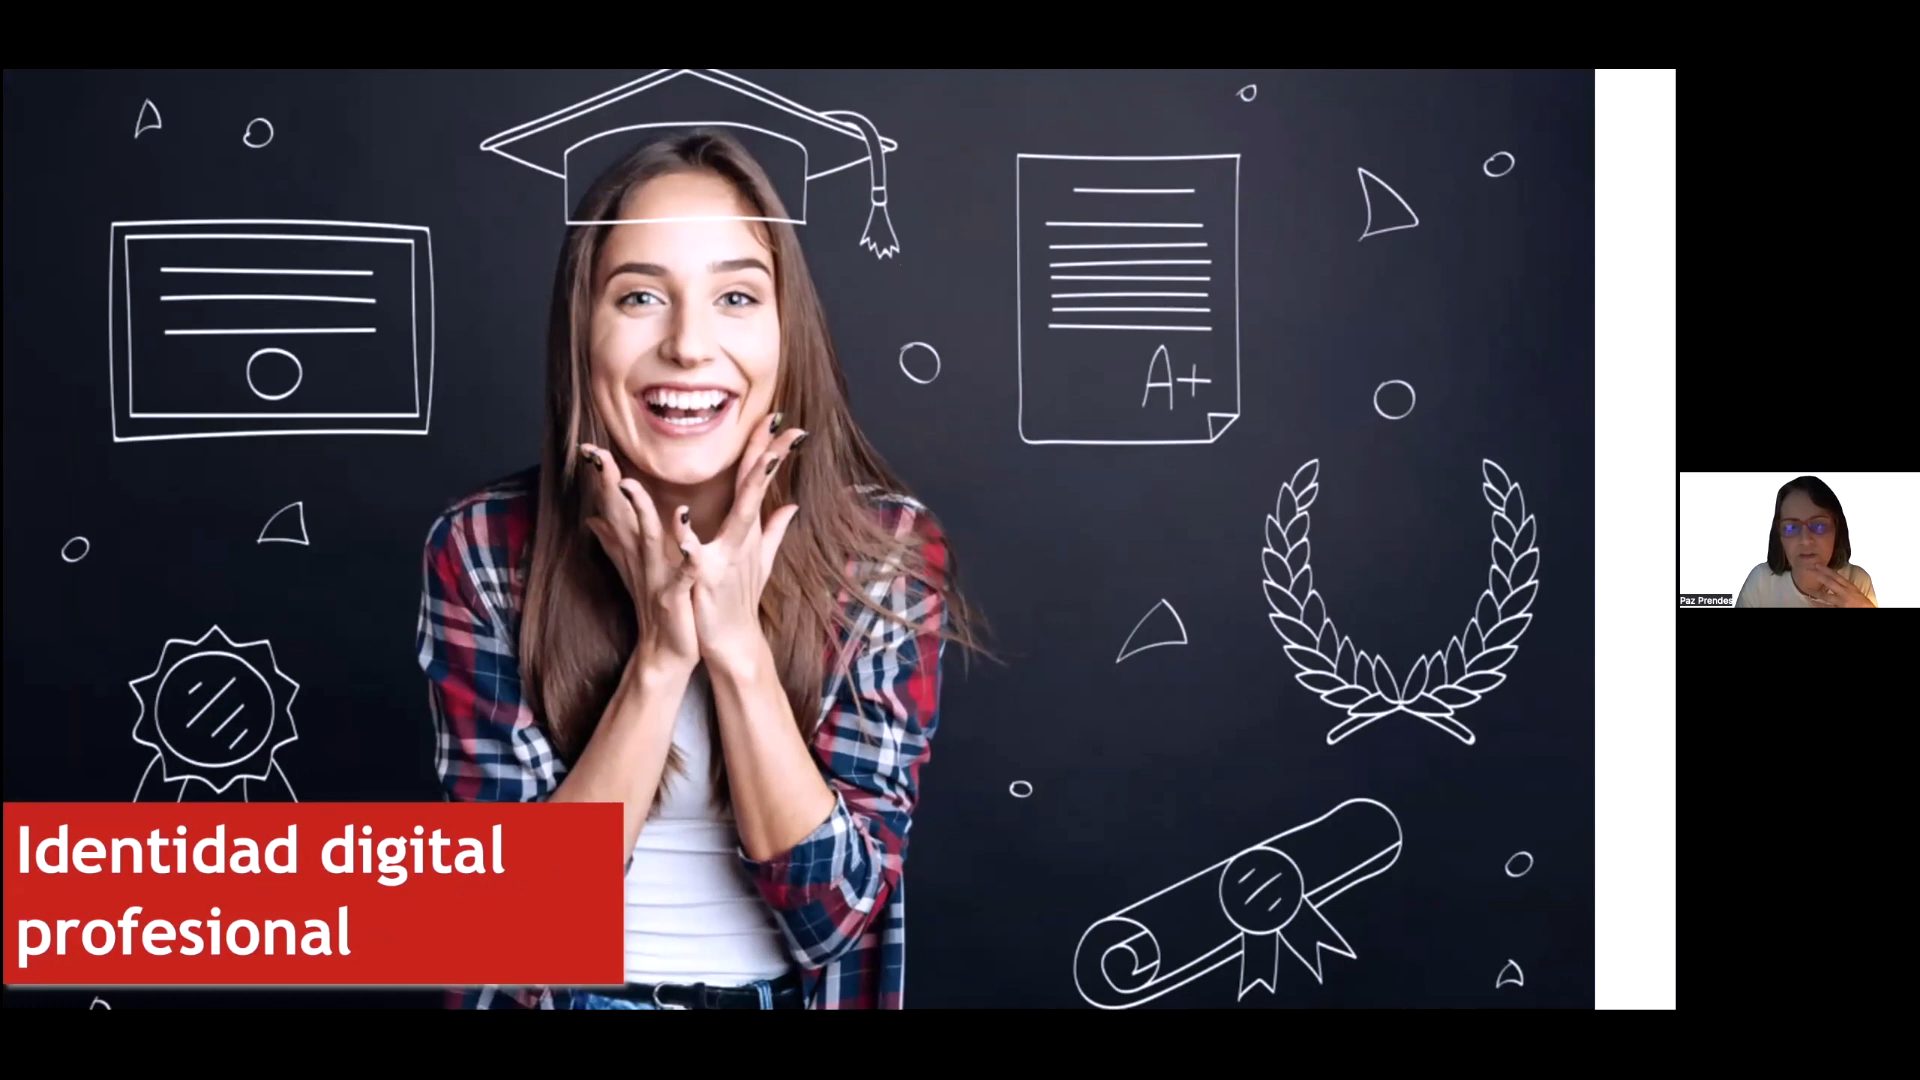 A+
Identidad digital
profesional
Paz Prendes